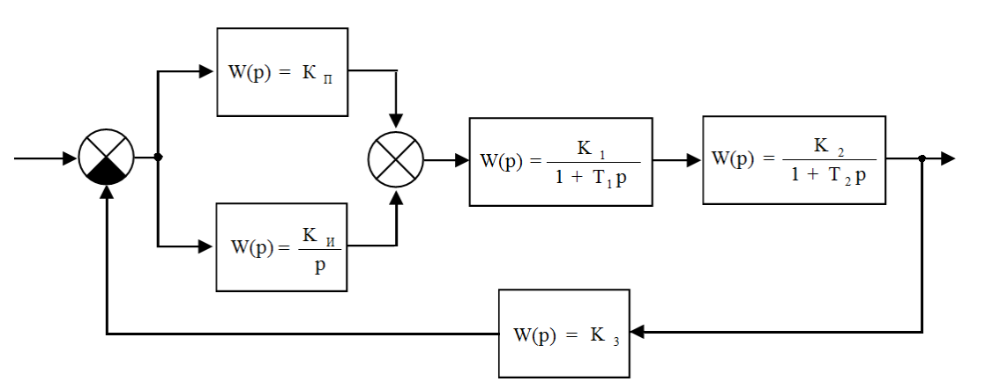 W(p) = К п
W(p) = К 1 / 1 + T 1 p
W(p) = К 2 / 1 + T 2 p
W(p) = К и / p
W(p) = К 3